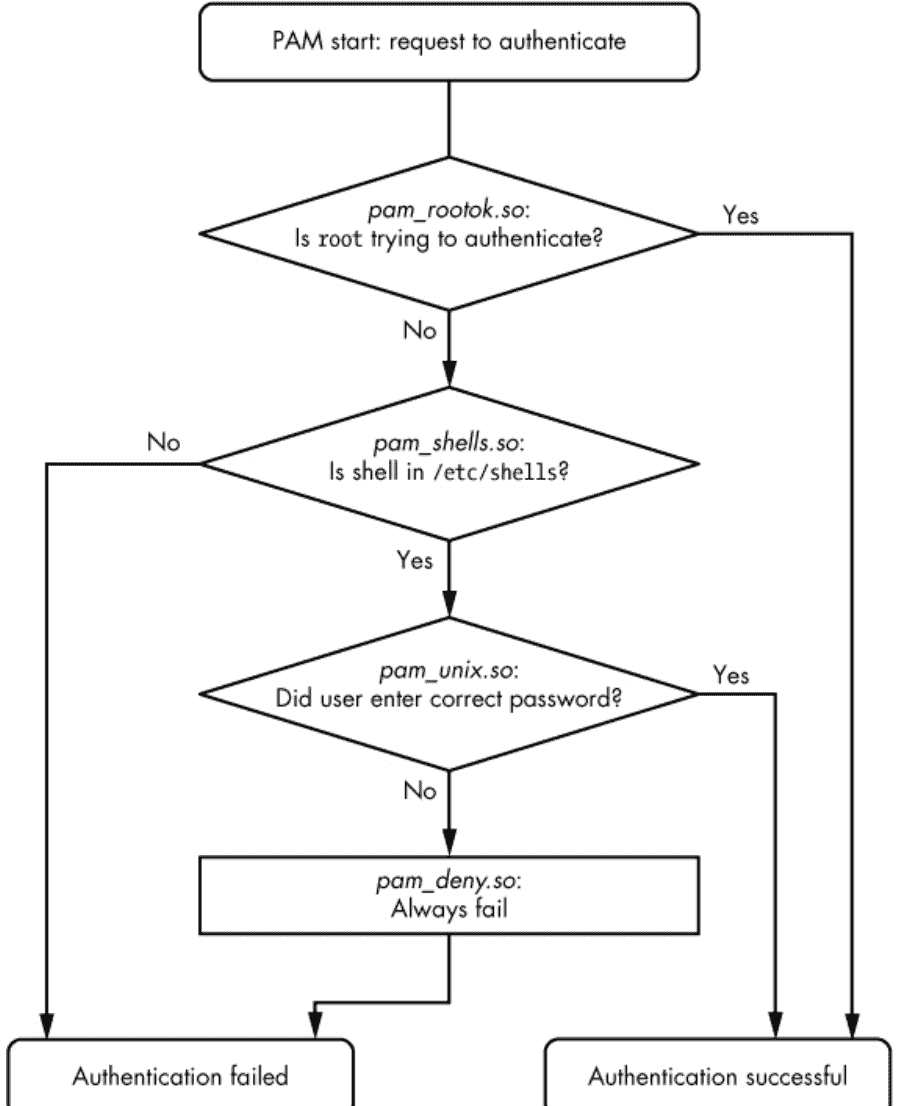 PAM start: request to authenticate
pam_rootok.so:
Is root trying to authenticate?
Yes
No
pam_shells.so:
Is shell in /etc/shells?
No
Yes
pam_unix.so:
Did user enter correct password?
Yes
No
pam_deny.so:
Always fail
Authentication failed
Authentication successful